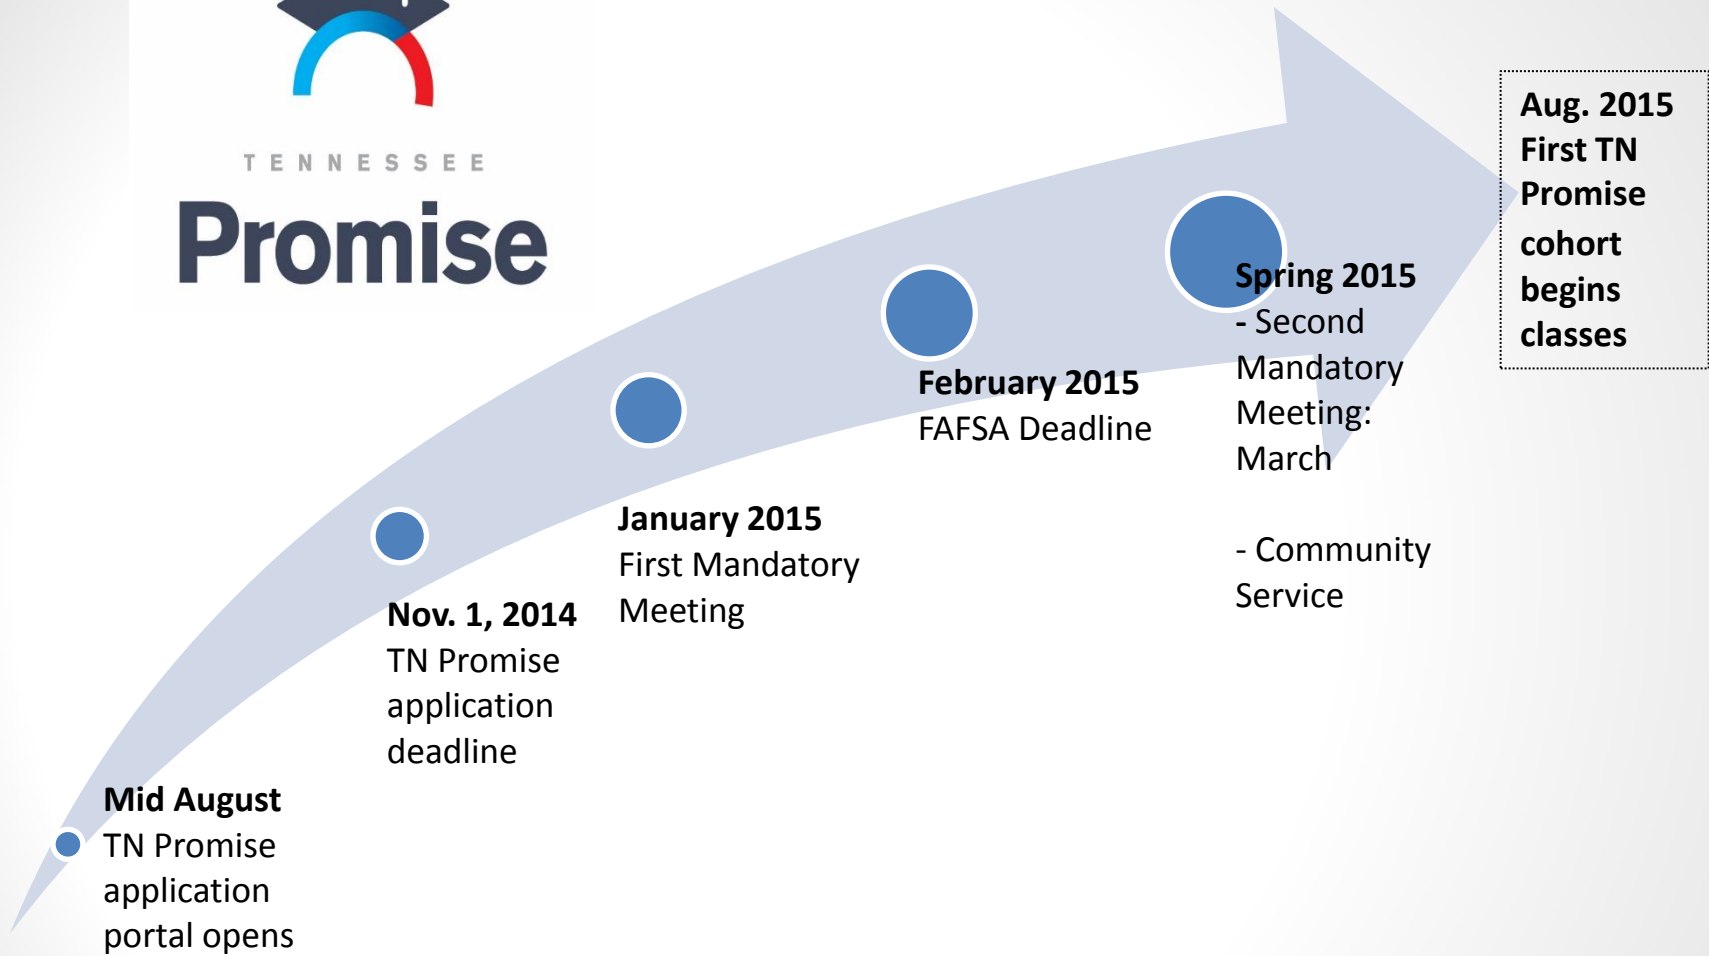 TENNESSEE
Promise
Mid August
TN Promise
application
portal opens
Nov. 1, 2014
TN Promise
application
deadline
January 2015
First Mandatory
Meeting
February 2015
FAFSA Deadline
Spring 2015
- Second
Mandatory
Meeting:
March
- Community
Service
Aug. 2015
First TN
Promise
cohort
begins
classes